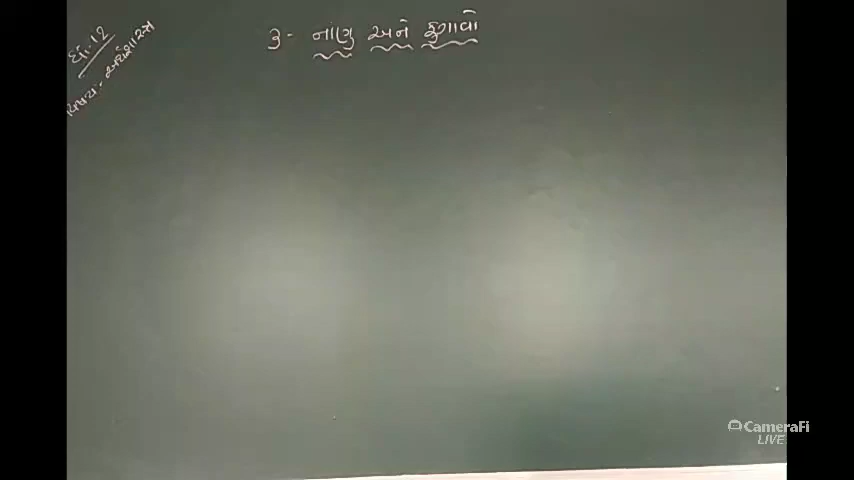 ધો. 12
વિષય:- અર્થશાસ્ત્ર
3- નાણુ અને ફુગાવો
CameraFi
LIVE